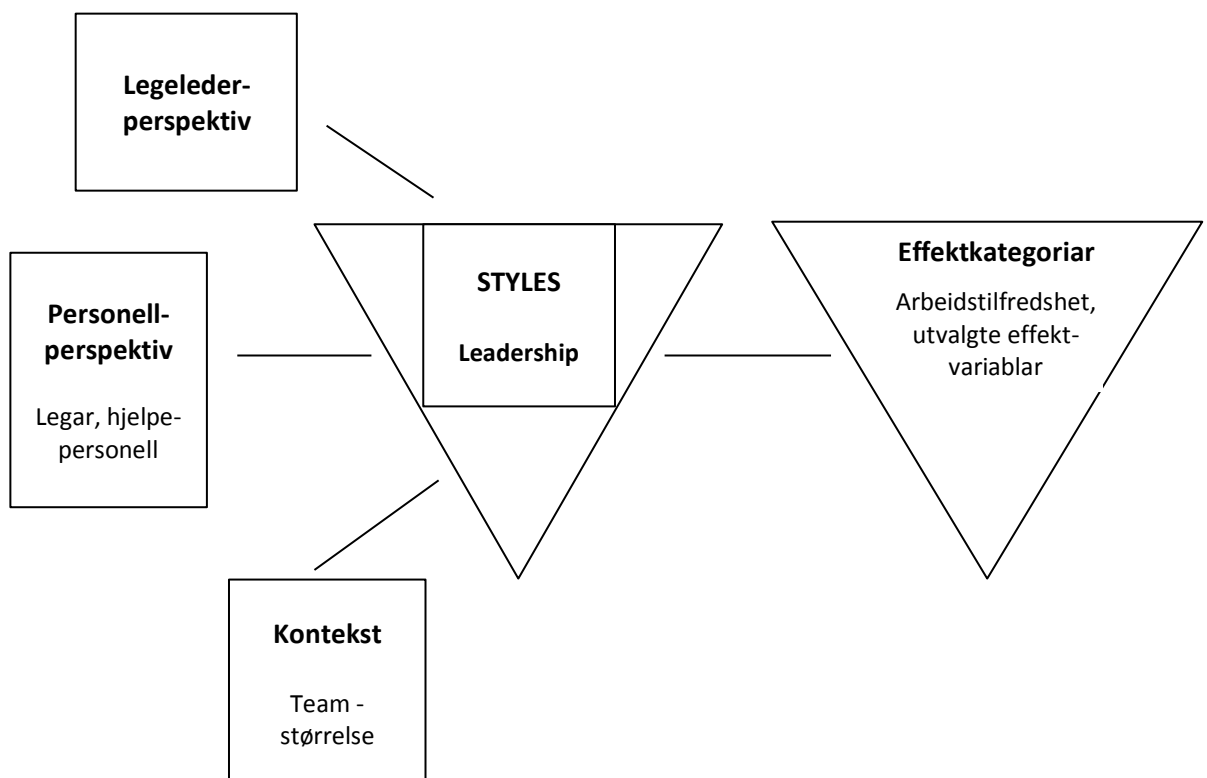 Legeleder-
perspektiv
Personell-
perspektiv
Legar, hjelpe-
personell
STYLES
Leadership
Effektkategoriar
Arbeidstilfredshet,
utvalgte effekt-
variablar
Kontekst
Team -
størrelse